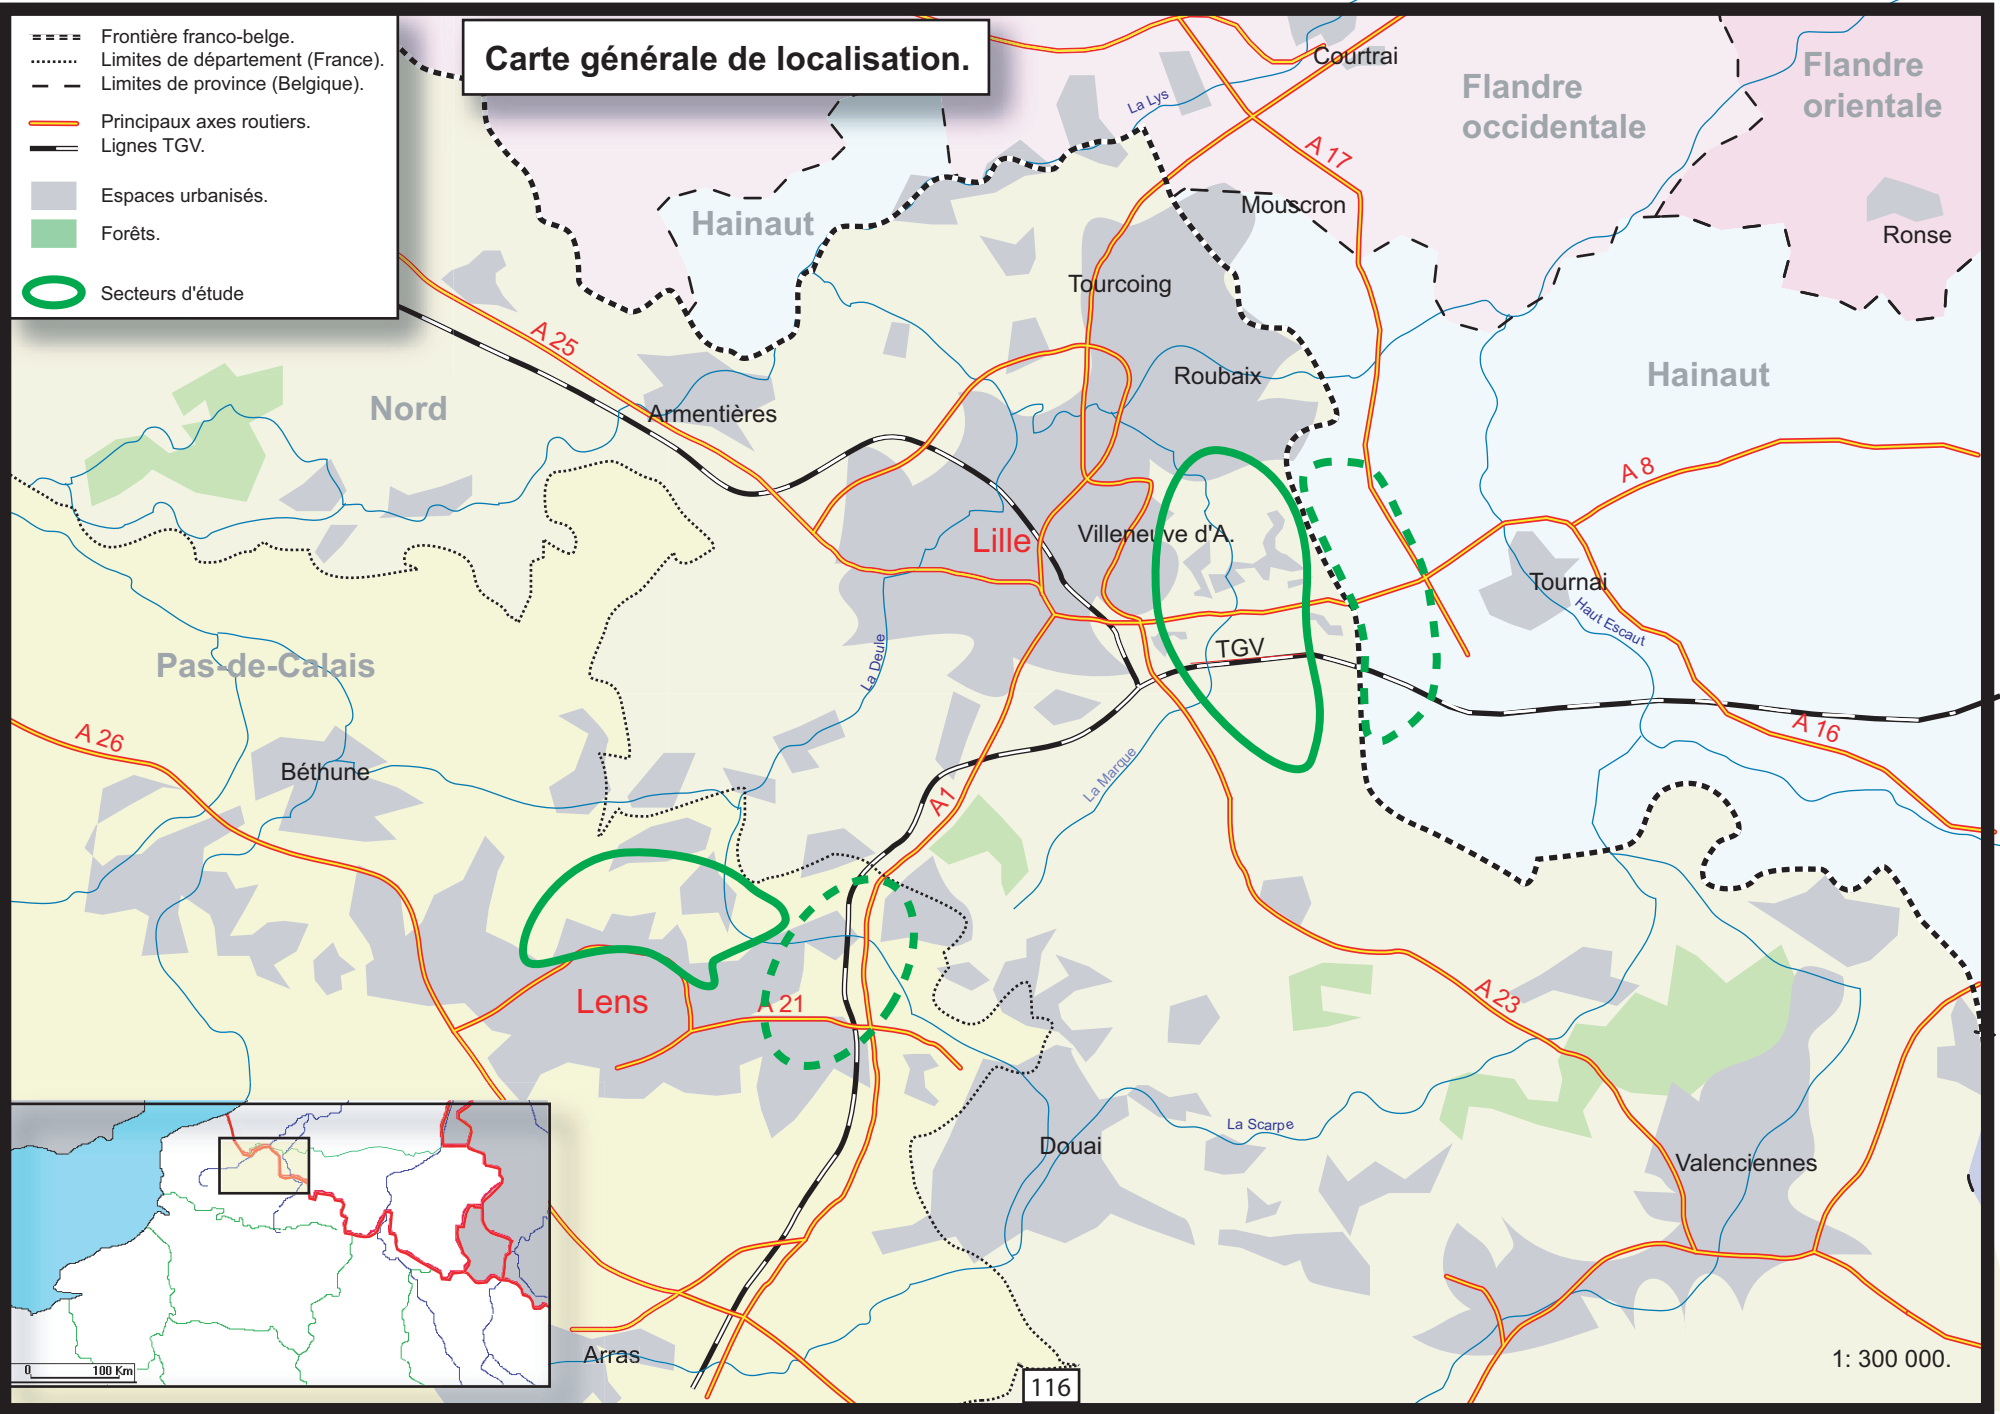 Frontière franco-belge.
Limites de département (France).
Limites de province (Belgique).
Principaux axes routiers.
Lignes TGV.
Espaces urbanisés.
Forêts.
Secteurs d'étude
Carte générale de localisation.
Courtrai
La Lys
Flandre
occidentale
Flandre
orientale
A 17
Mouscron
Hainaut
Ronse
Tourcoing
A 25
Roubaix
Hainaut
Nord
Armentières
A 8
Lille
Villeneuve d'A.
Tournai
Haut Escaut
La Deule
TGV
Pas-de-Calais
A 26
A 16
Béthune
La Marque
A1
Lens
A 21
A 23
Douai
La Scarpe
Valenciennes
Arras
0
100 Km
1: 300 000.
116